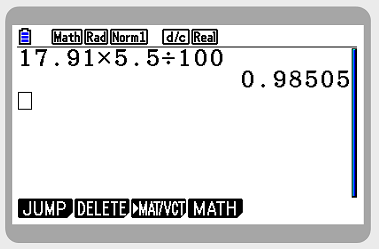 Math Rad Norm1 d/c Real
17.91×5.5÷100
0.98505
JUMP DELETE ▶MAT/VCT MATH